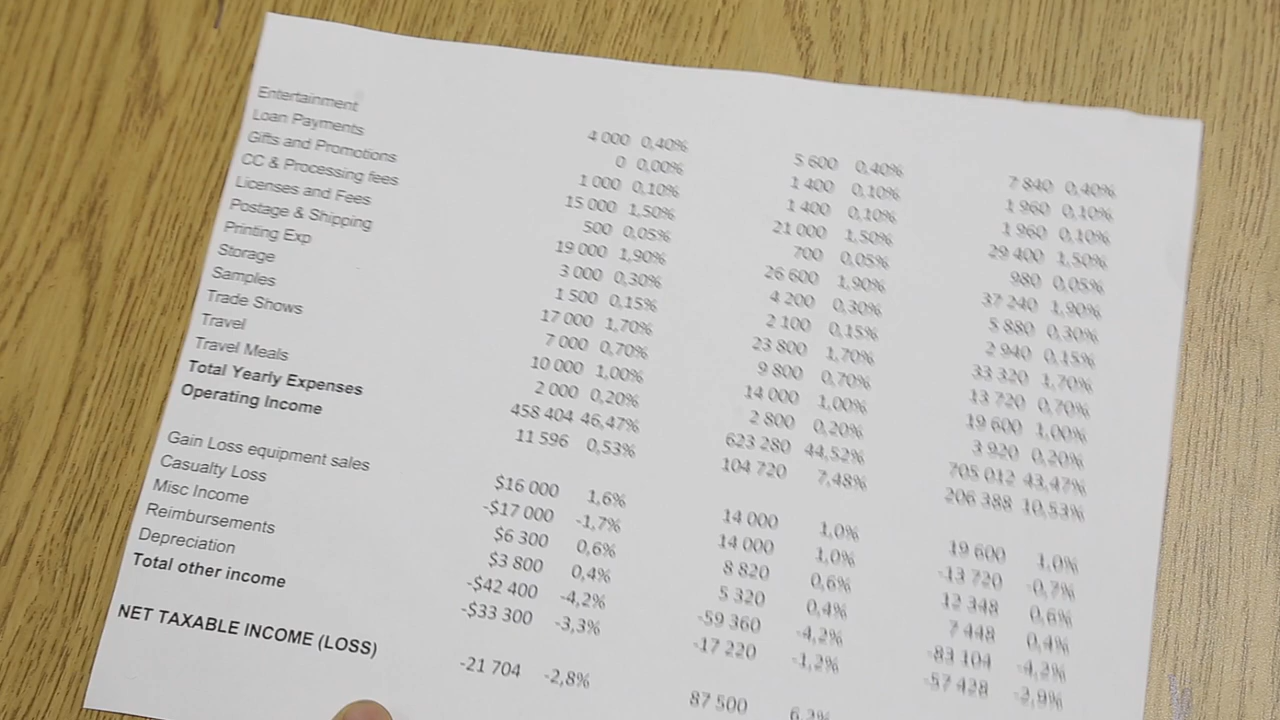 Entertainment 4 000 0,40% 5 600 0,40% 7 840 0,40%
Loan Payments 0 0,00% 1 400 0,10% 1 960 0,10%
Gifts and Promotions 1 000 0,10% 1 400 0,10% 1 960 0,10%
CC & Processing fees 15 000 1,50% 21 000 1,50% 29 400 1,50%
Licenses and Fees 500 0,05% 700 0,05% 980 0,05%
Postage & Shipping 19 000 1,90% 26 600 1,90% 37 240 1,90%
Printing Exp 3 000 0,30% 4 200 0,30% 5 880 0,30%
Storage 1 500 0,15% 2 100 0,15% 2 940 0,15%
Samples 17 000 1,70% 23 800 1,70% 33 320 1,70%
Trade Shows 7 000 0,70% 9 800 0,70% 13 720 0,70%
Travel 10 000 1,00% 14 000 1,00% 19 600 1,00%
Travel Meals 2 000 0,20% 2 800 0,20% 3 920 0,20%
Total Yearly Expenses 458 404 46,47% 623 280 44,52% 705 012 43,47%
Operating Income 11 596 0,53% 104 720 7,48% 206 388 10,53%
Gain Loss equipment sales $16 000 1,6% 14 000 1,0% 19 600 1,0%
Casualty Loss -$17 000 -1,7% 14 000 1,0% -13 720 -0,7%
Misc Income $6 300 0,6% 8 820 0,6% 12 348 0,6%
Reimbursements $3 800 0,4% 5 320 0,4% 7 448 0,4%
Depreciation -$42 400 -4,2% -59 360 -4,2% -83 104 -4,2%
Total other income -$33 300 -3,3% -17 220 -1,2% -57 428 -2,9%
NET TAXABLE INCOME (LOSS) -21 704 -2,8% 87 500